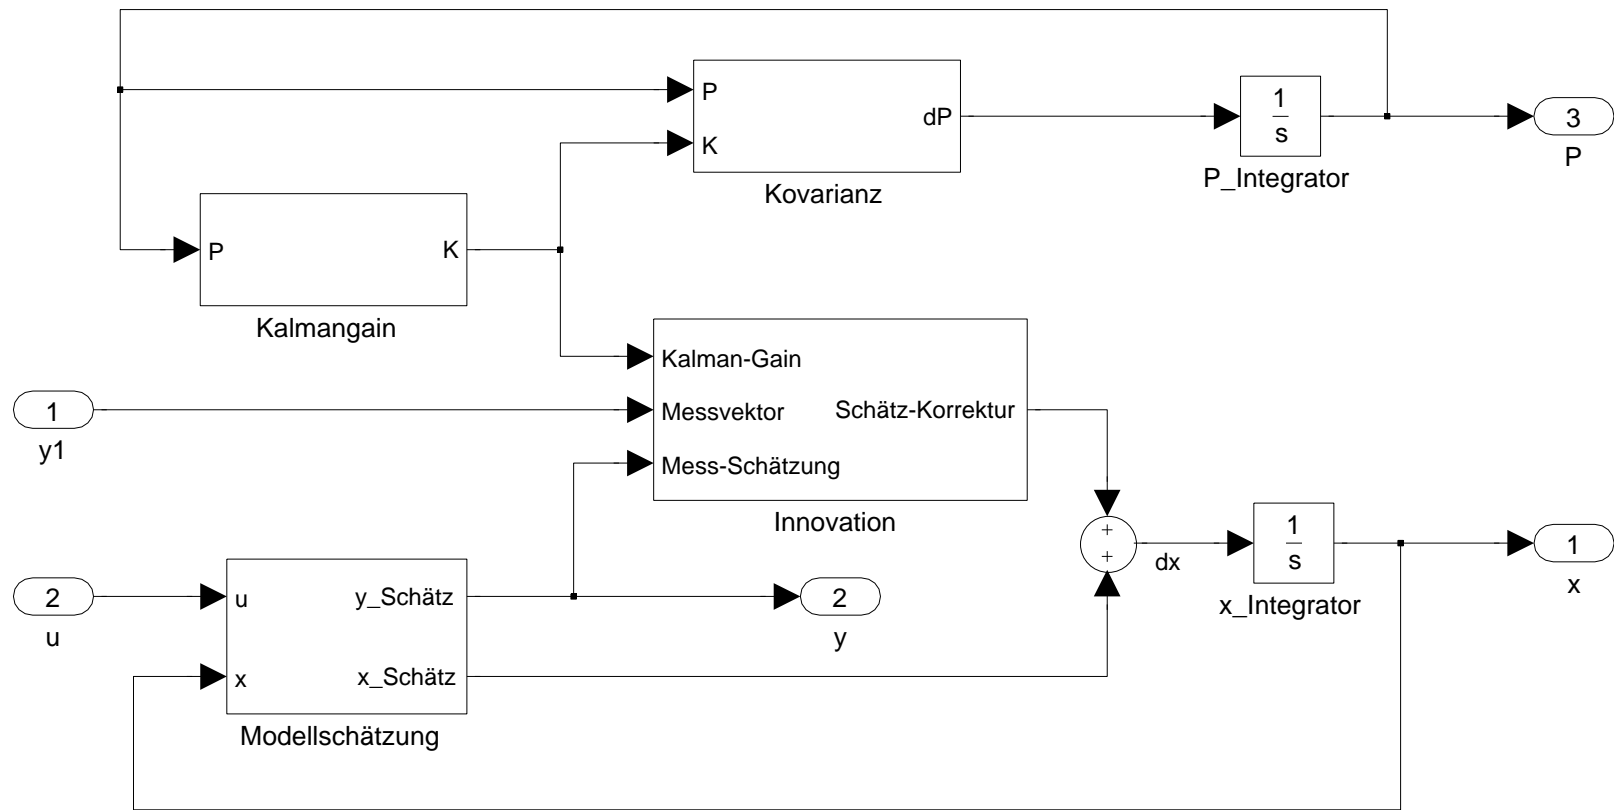 P
K
dP
Kovarianz
1
s
P_Integrator
3
P
P
K
Kalmangain
Kalman-Gain
Messvektor
Mess-Schätzung
Schätz-Korrektur
Innovation
1
y1
+
+
dx
1
s
x_Integrator
1
x
2
u
u
x
y_Schätz
x_Schätz
Modellschätzung
2
y